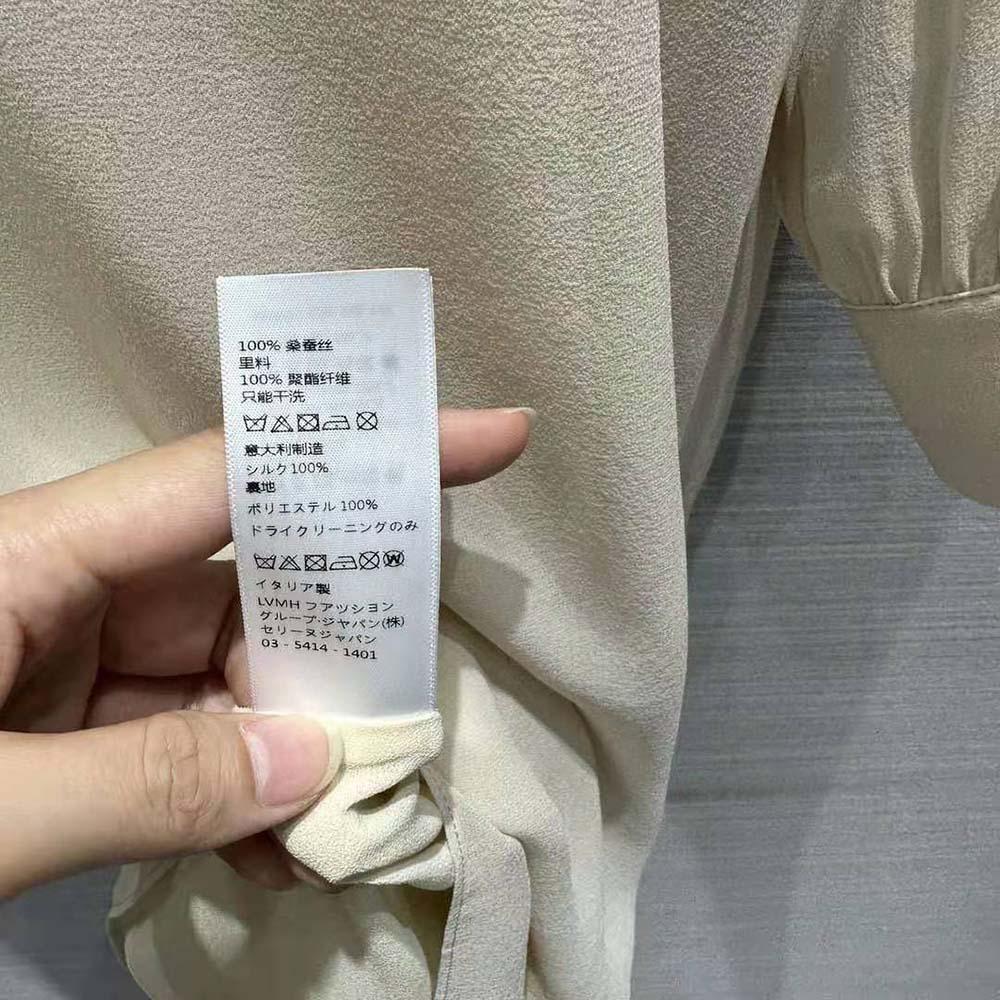 100% 桑蚕丝
里料
100% 聚酯纤维
只能干洗
意大利制造
シルク100%
裏地
ポリエステル 100%
ドライクリーニングのみ
W
イタリア製
LVMH ファッション
グループ・ジャパン(株)
セリーヌジャパン
03 - 5414 - 1401